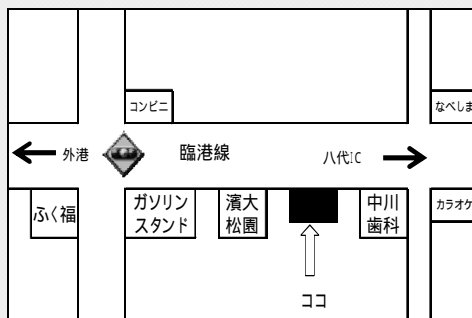 コンビニ
なべしま
外港
臨港線
八代IC
ふく福
ガソリン
スタンド
濱大
松園
中川
歯科
カラオケ
ココ